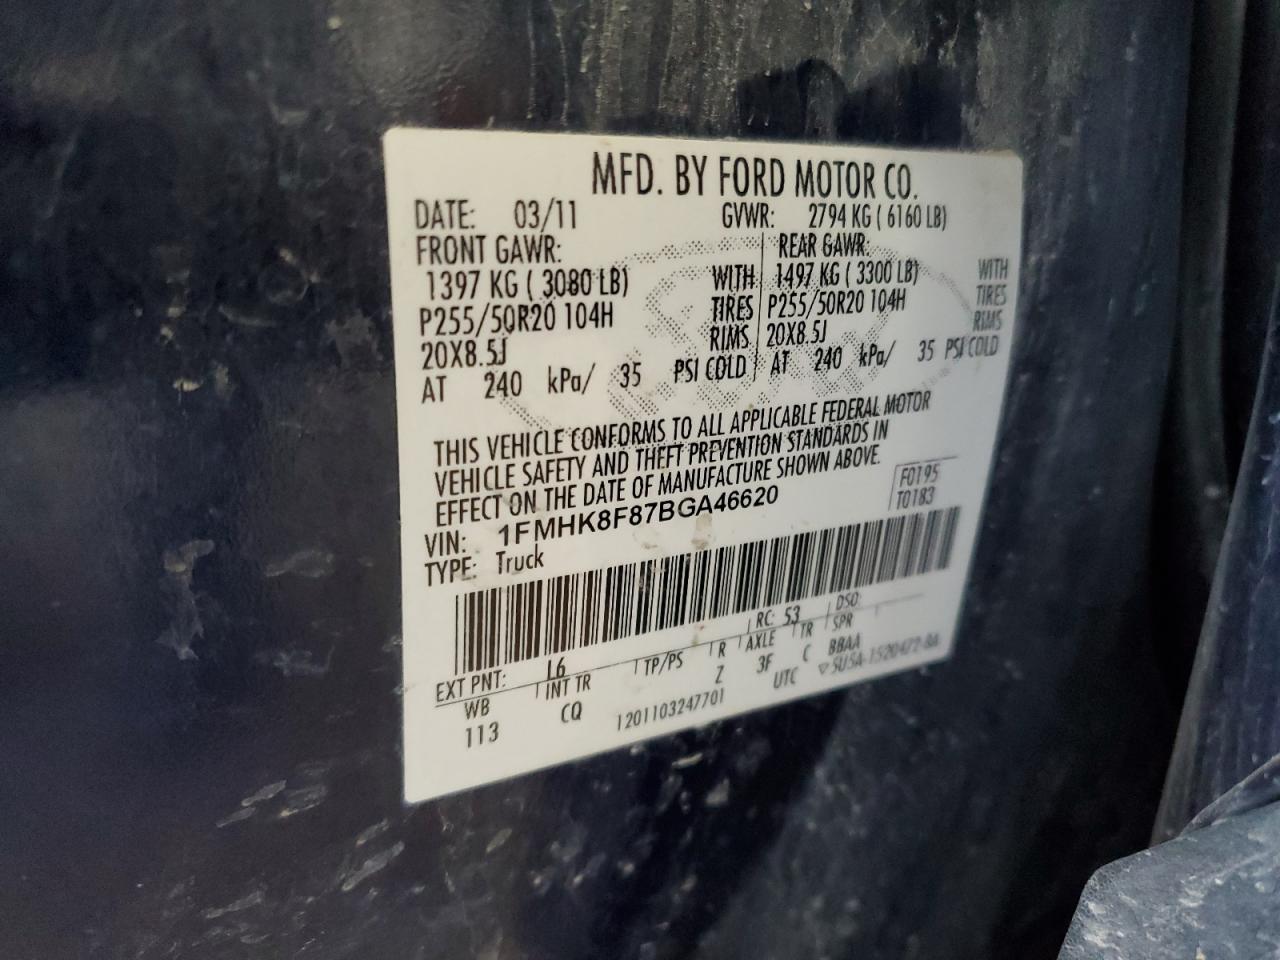 MFD. BY FORD MOTOR CO.
DATE: 03/11 GVWR: 2794 KG ( 6160 LB)
FRONT GAWR: REAR GAWR:
1397 KG ( 3080 LB) WITH 1497 KG ( 3300 LB) WITH
P255/50R20 104H TIRES P255/50R20 104H TIRES
20X8.5J RIMS 20X8.5J RIMS
AT 240 kPa/ 35 PSI COLD AT 240 kPa/ 35 PSI COLD
THIS VEHICLE CONFORMS TO ALL APPLICABLE FEDERAL MOTOR
VEHICLE SAFETY AND THEFT PREVENTION STANDARDS IN
EFFECT ON THE DATE OF MANUFACTURE SHOWN ABOVE.
F0195
T0183
VIN: 1FMHK8F87BGA46620
TYPE: Truck
EXT PNT: L6 RC: 53 DSO:
WB INT TR TP/PS R AXLE TR SPR
113 CQ Z 3F C BBAA
1201103247701 UTC ▽SU5A-1520472-BA